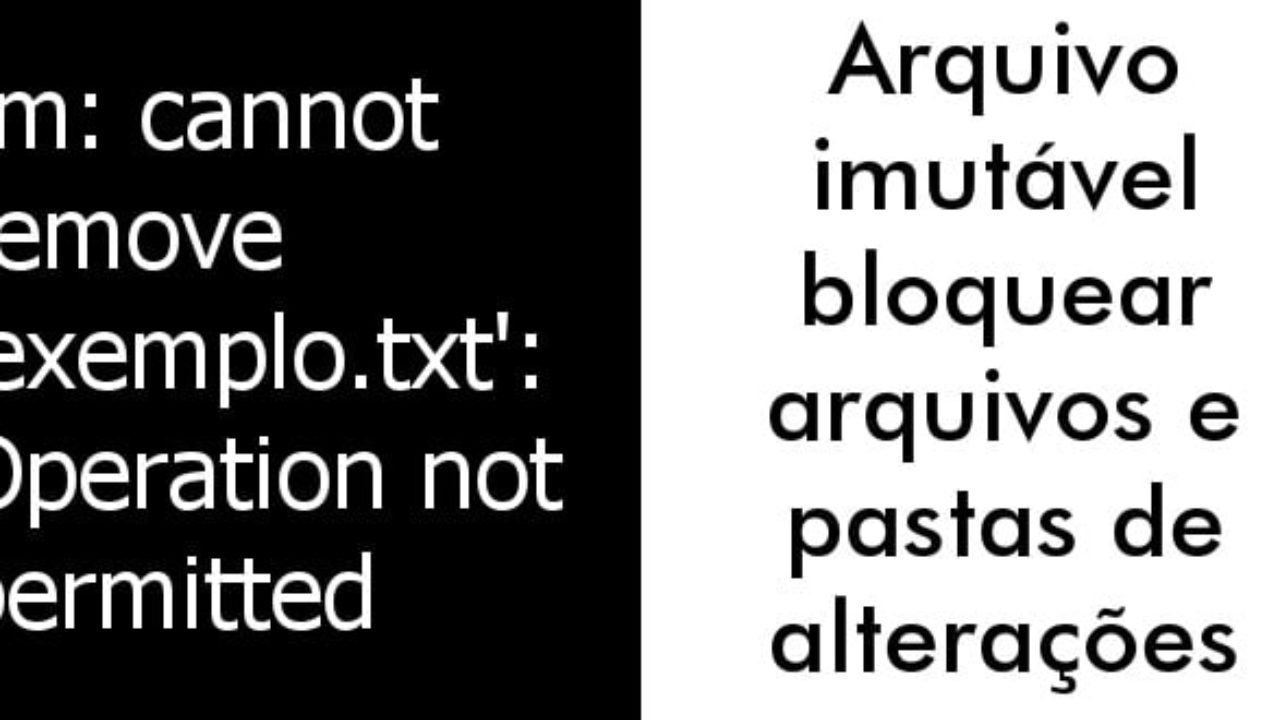 m: cannot
emove
exemplo.txt':
Operation not
permitted
Arquivo
imutável
bloquear
arquivos e
pastas de
alterações